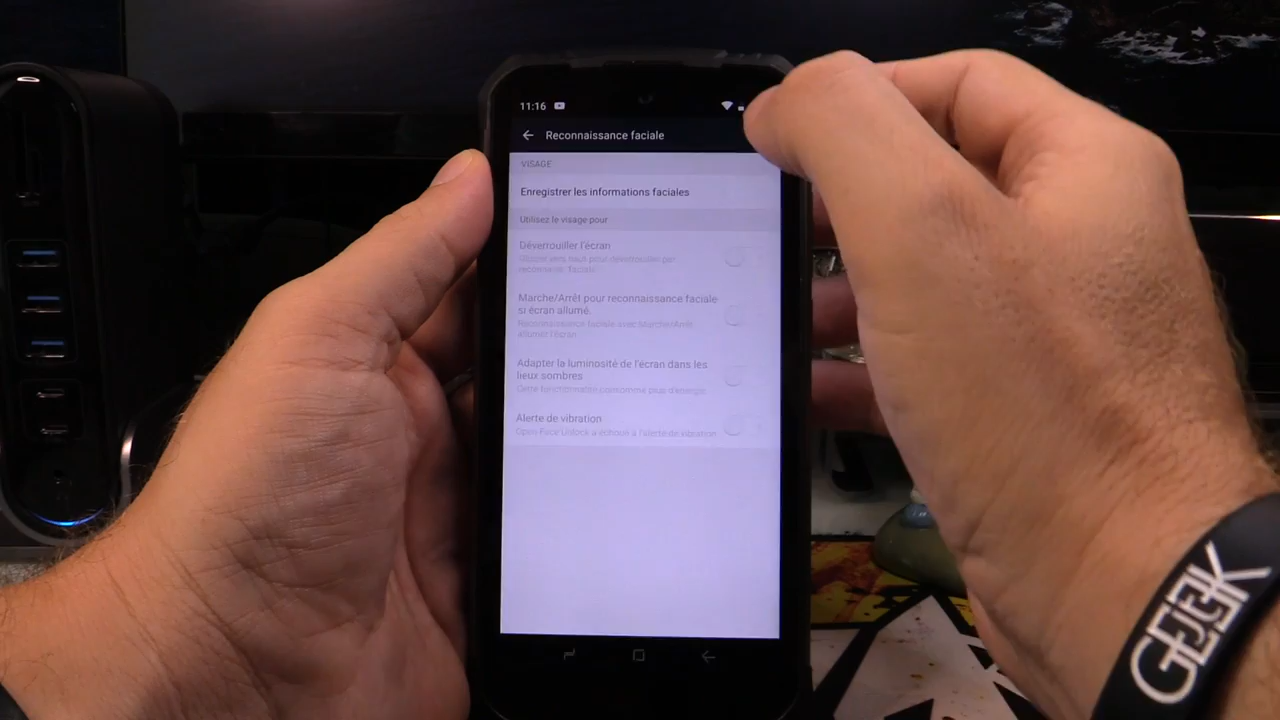 11:16
Reconnaissance faciale
VISAGE
Enregistrer les informations faciales
Utilisez le visage pour
Déverrouiller l'écran
Glisser vers haut pour déverrouiller par
reconnaiss. faciale
Marche/Arrêt pour reconnaissance faciale
si écran allumé.
Reconnaissance faciale avec Marche/Arrêt
allumer l'écran
Adapter la luminosité de l'écran dans les
lieux sombres
Cette fonctionnalité consomme plus d'énergie
Alerte de vibration
Open Face Unlock a échoué à l'alerte de vibration
GEEK